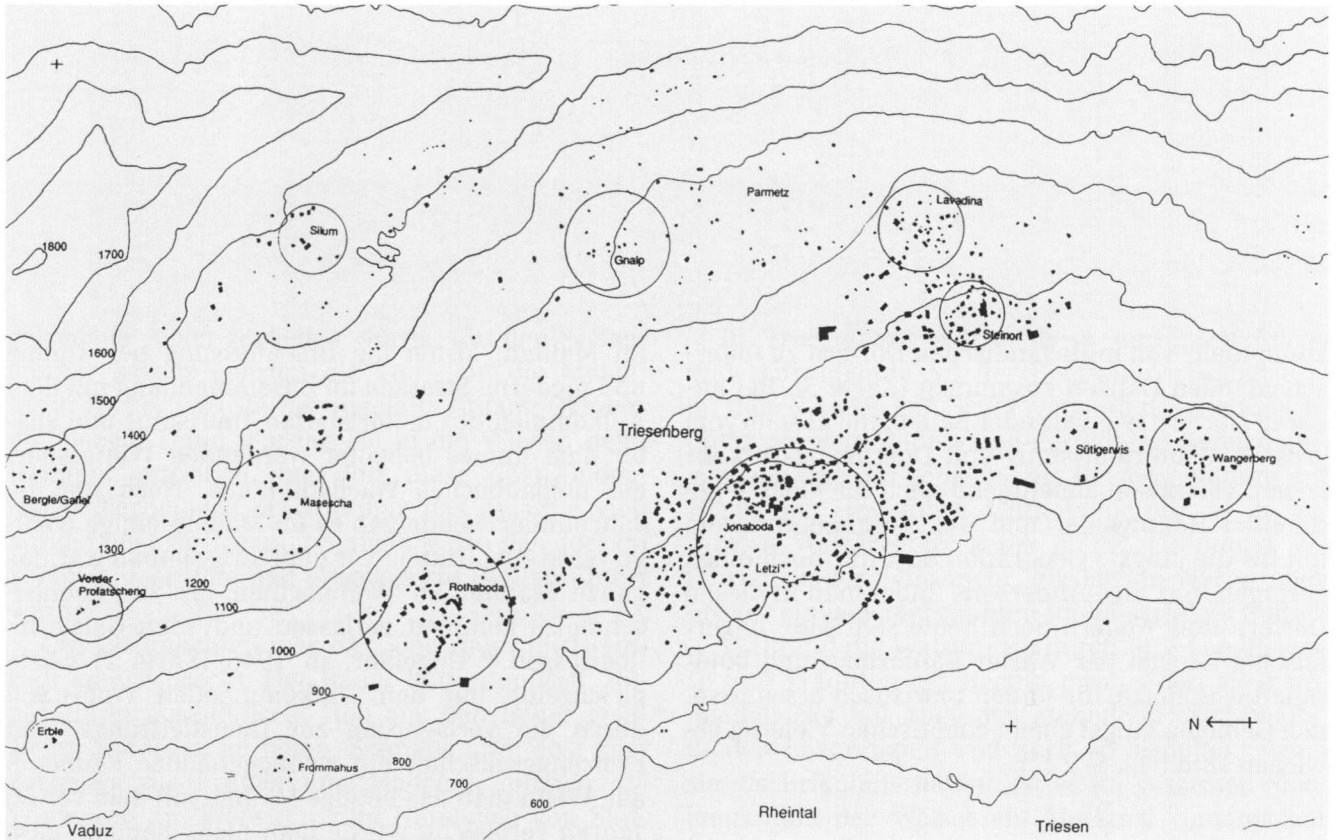 Parmetz
Lavadina
Silum
1800
1700
Gnalp
Steinort
1600
1500
1400
Triesenberg
Sütigerwis
Wangerberg
Bergle/Gaflei
Masescha
Jonaboda
1300
Letzi
Vorder
Profatscheng
1200
Rothaboda
1100
1000
900
N
Erble
Frommahus
800
700
600
Rheintal
Vaduz
Triesen